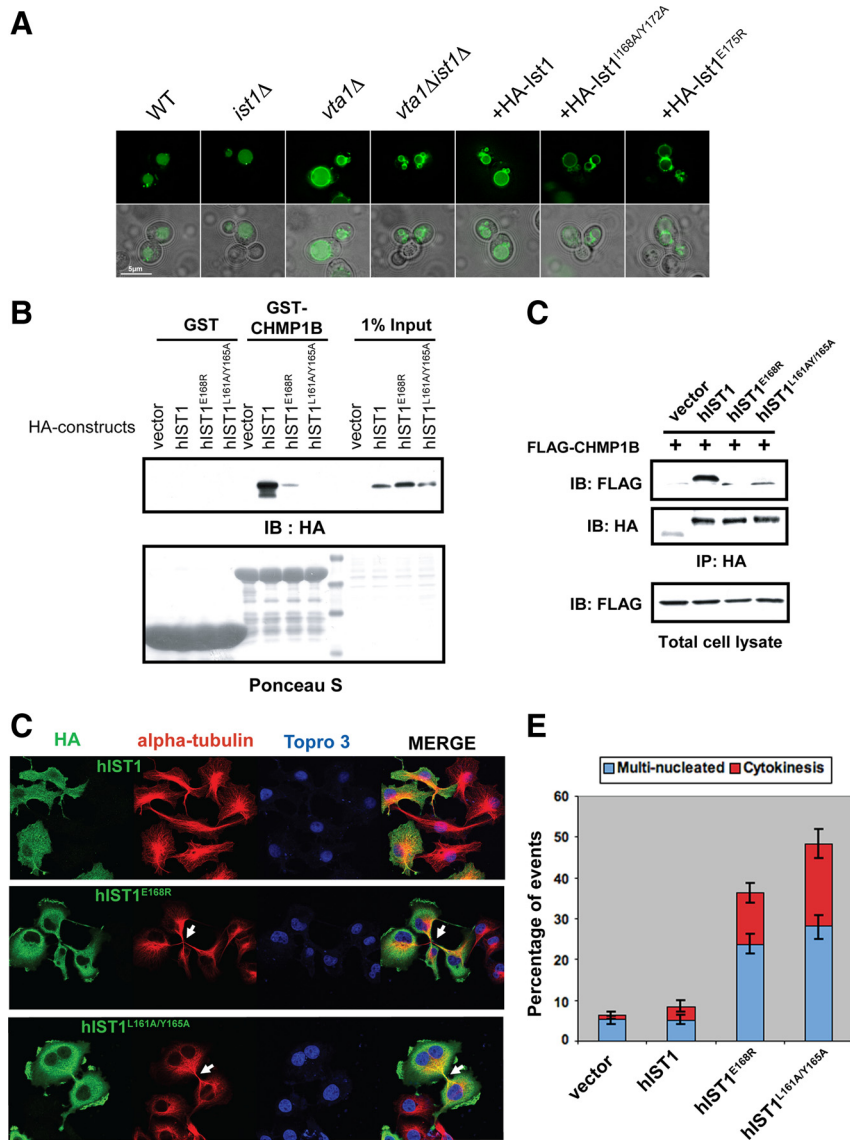 A
WT
ist1Δ
vta1Δ
vta1Δist1Δ
+HA-Ist1
+HA-Ist1I168A/Y172A
+HA-Ist1E175R
5µm
B
GST
GST-
CHMP1B
1% Input
HA-constructs
vector
hIST1
hIST1E168R
hIST1L161A/Y165A
vector
hIST1
hIST1E168R
hIST1L161A/Y165A
vector
hIST1
hIST1E168R
hIST1L161A/Y165A
IB : HA
Ponceau S
C
vector
hIST1
hIST1E168R
hIST1L161AY/165A
FLAG-CHMP1B
+ + + +
IB: FLAG
IB: HA
IP: HA
IB: FLAG
Total cell lysate
C
HA
alpha-tubulin
Topro 3
MERGE
hIST1
hIST1E168R
hIST1L161A/Y165A
E
Multi-nucleated
Cytokinesis
Percentage of events
60
50
40
30
20
10
0
vector
hIST1
hIST1E168R
hIST1L161A/Y165A